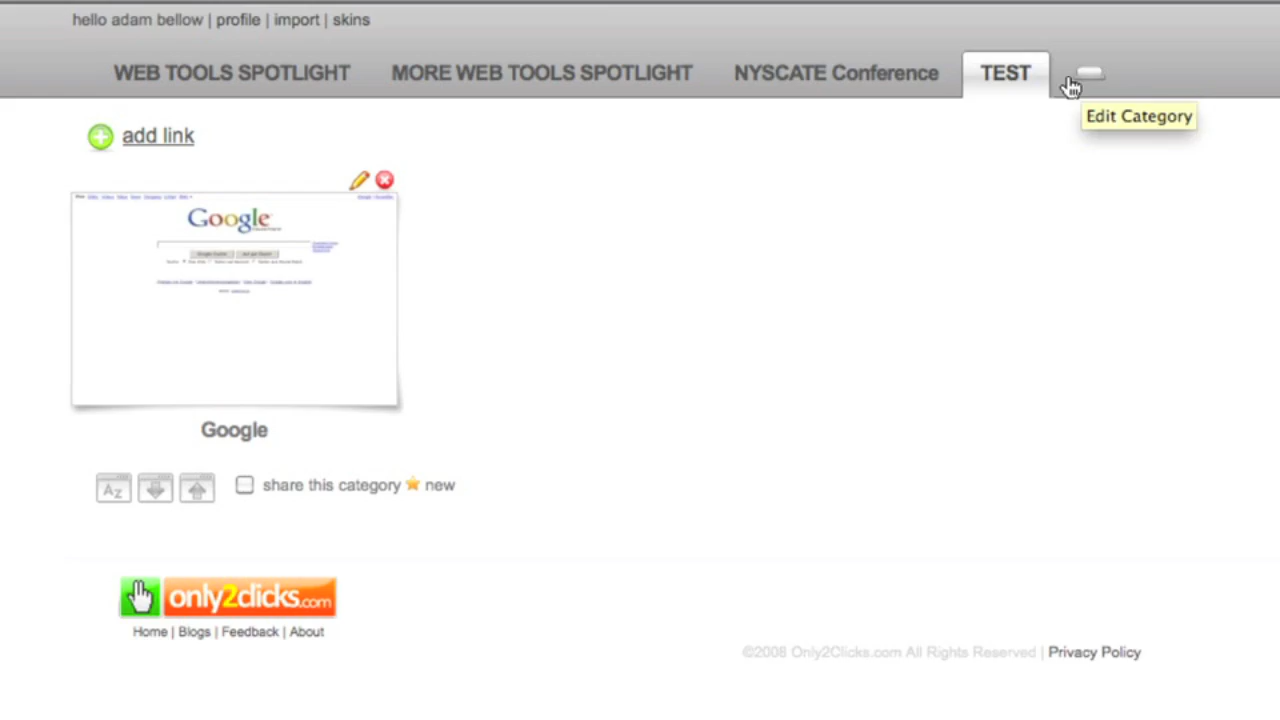 hello adam bellow | profile | import | skins
WEB TOOLS SPOTLIGHT MORE WEB TOOLS SPOTLIGHT NYSCATE Conference TEST
Edit Category
add link
Google
Google
AZ share this category new
only2clicks.com
Home | Blogs | Feedback | About
©2008 Only2Clicks.com All Rights Reserved | Privacy Policy